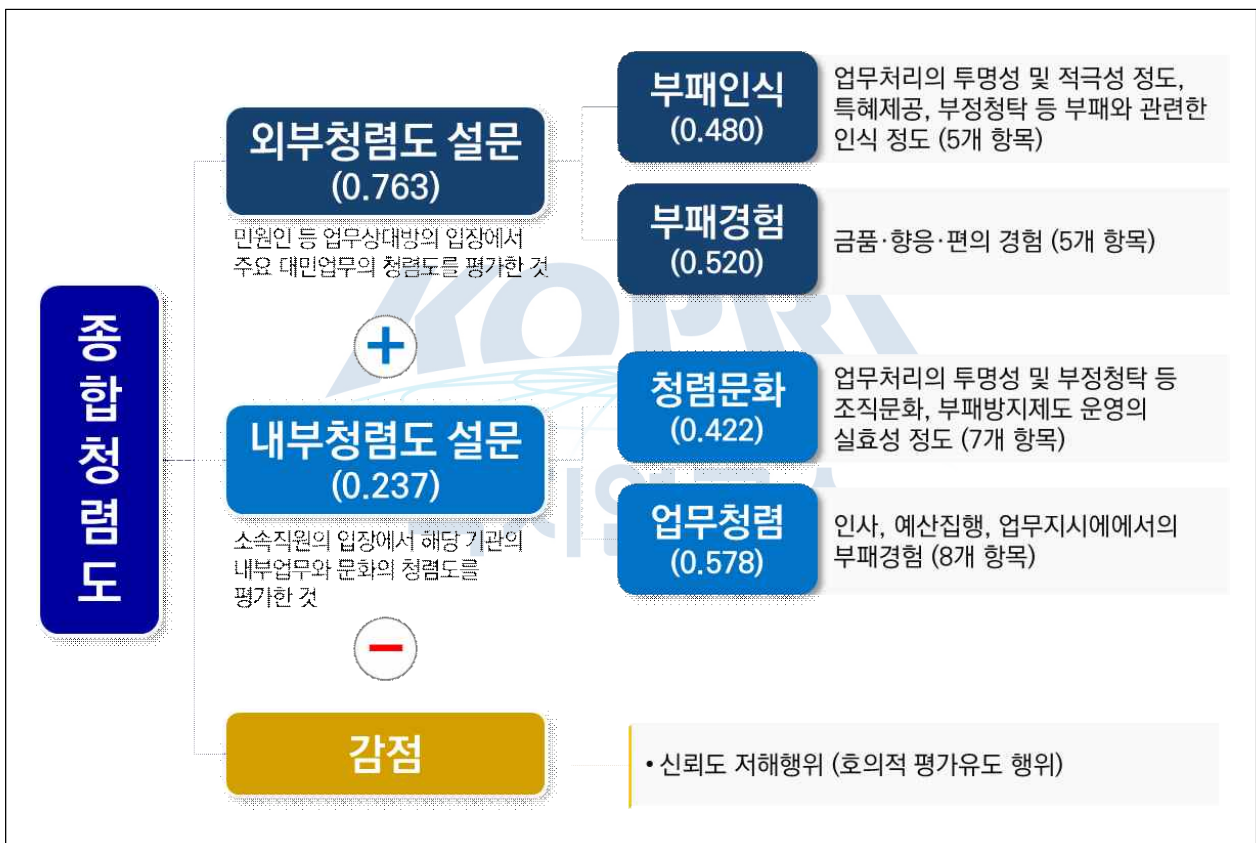 종
합
청
렴
도
외부청렴도 설문
(0.763)
민원인 등 업무상대방의 입장에서
주요 대민업무의 청렴도를 평가한 것
+
내부청렴도 설문
(0.237)
소속직원의 입장에서 해당 기관의
내부업무와 문화의 청렴도를
평가한 것
−
감점
부패인식
(0.480)
업무처리의 투명성 및 적극성 정도,
특혜제공, 부정청탁 등 부패와 관련한
인식 정도 (5개 항목)
부패경험
(0.520)
금품·향응·편의 경험 (5개 항목)
청렴문화
(0.422)
업무처리의 투명성 및 부정청탁 등
조직문화, 부패방지제도 운영의
실효성 정도 (7개 항목)
업무청렴
(0.578)
인사, 예산집행, 업무지시에에서의
부패경험 (8개 항목)
• 신뢰도 저해행위 (호의적 평가유도 행위)
KOPRI